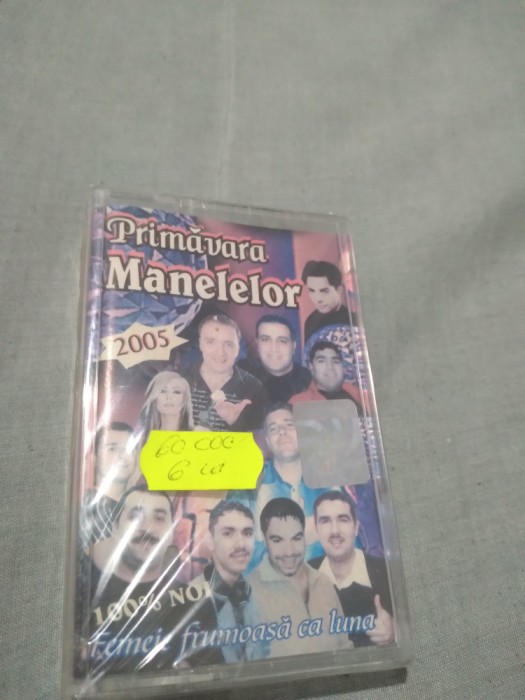 Primăvara
Manelelor
2005
60 000
6 lei
100% NOI
Femeie frumoasă ca luna